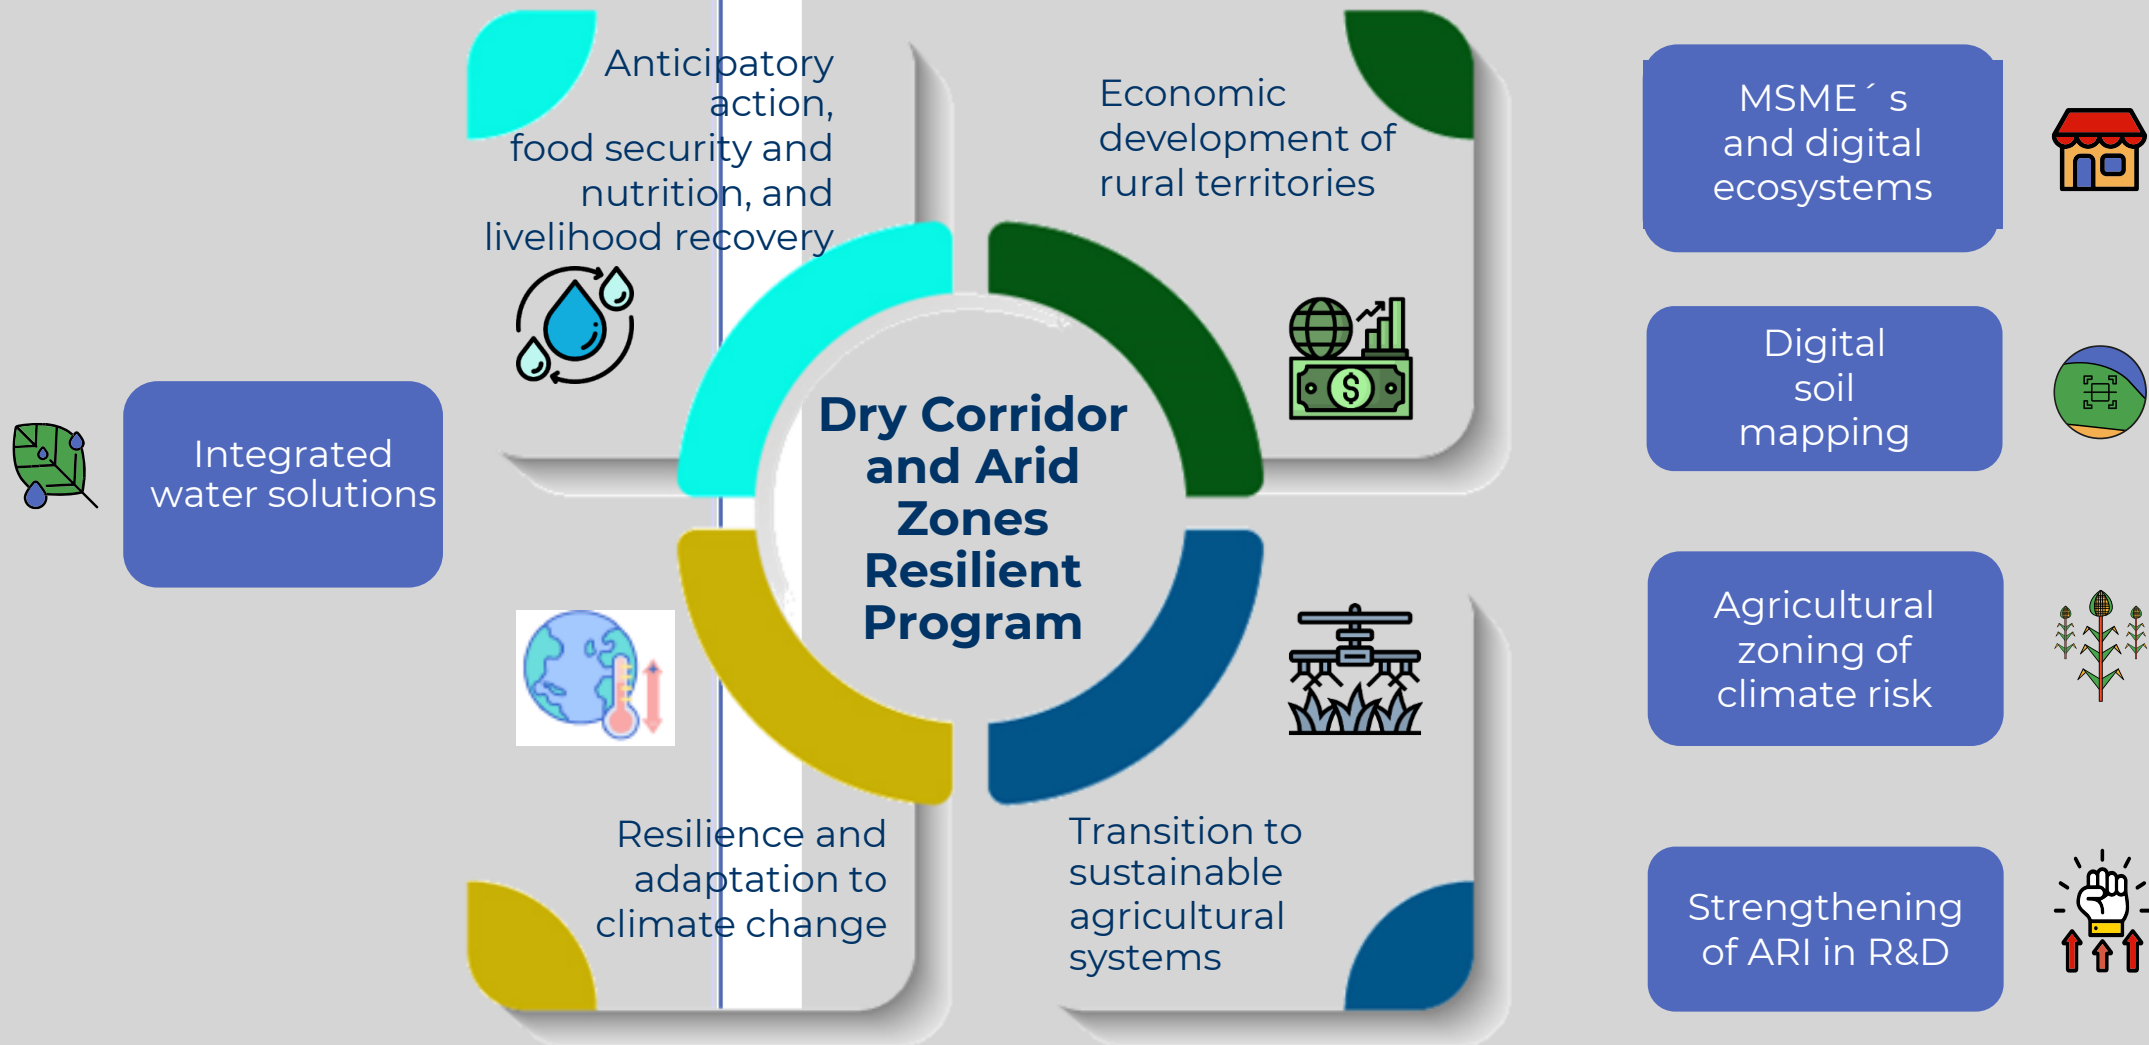 Integrated
water solutions
Anticipatory
action,
food security and
nutrition, and
livelihood recovery
Economic
development of
rural territories
Dry Corridor
and Arid
Zones
Resilient
Program
Resilience and
adaptation to
climate change
Transition to
sustainable
agricultural
systems
MSME´ s
and digital
ecosystems
Digital
soil
mapping
Agricultural
zoning of
climate risk
Strengthening
of ARI in R&D
$